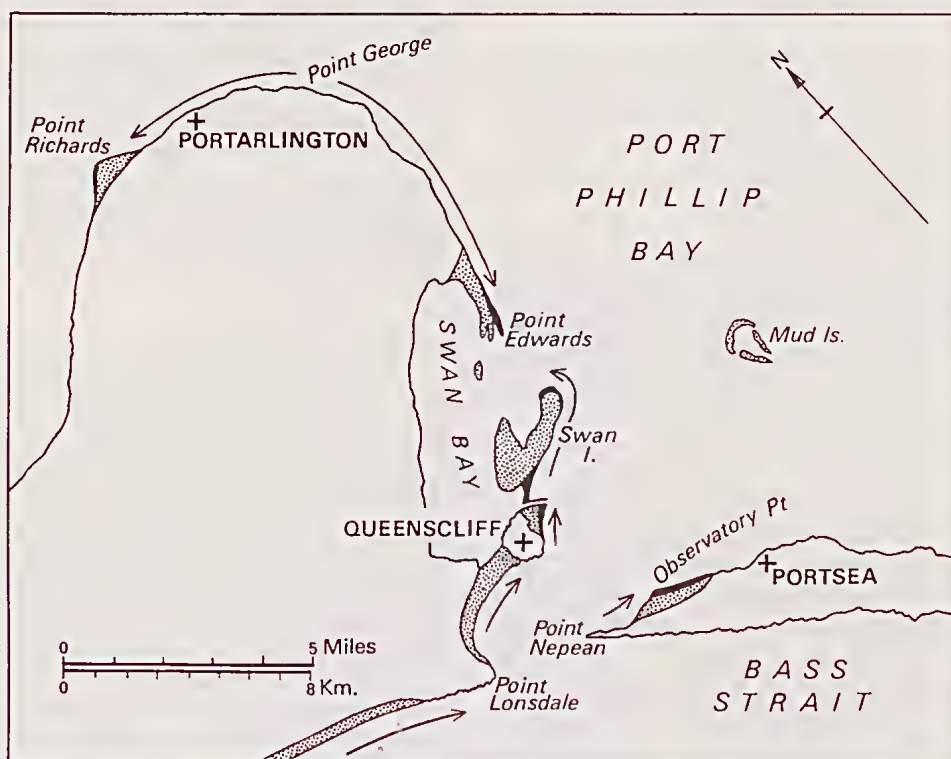 Point George
N
Point
Richards
PORTARLINGTON
PORT
PHILLIP
BAY
Point
Edwards
Mud Is.
SWAN BAY
Swan
I.
QUEENSCLIFF
Observatory Pt
PORTSEA
Point
Nepean
0 5 Miles
0 8 Km.
Point
Lonsdale
BASS
STRAIT